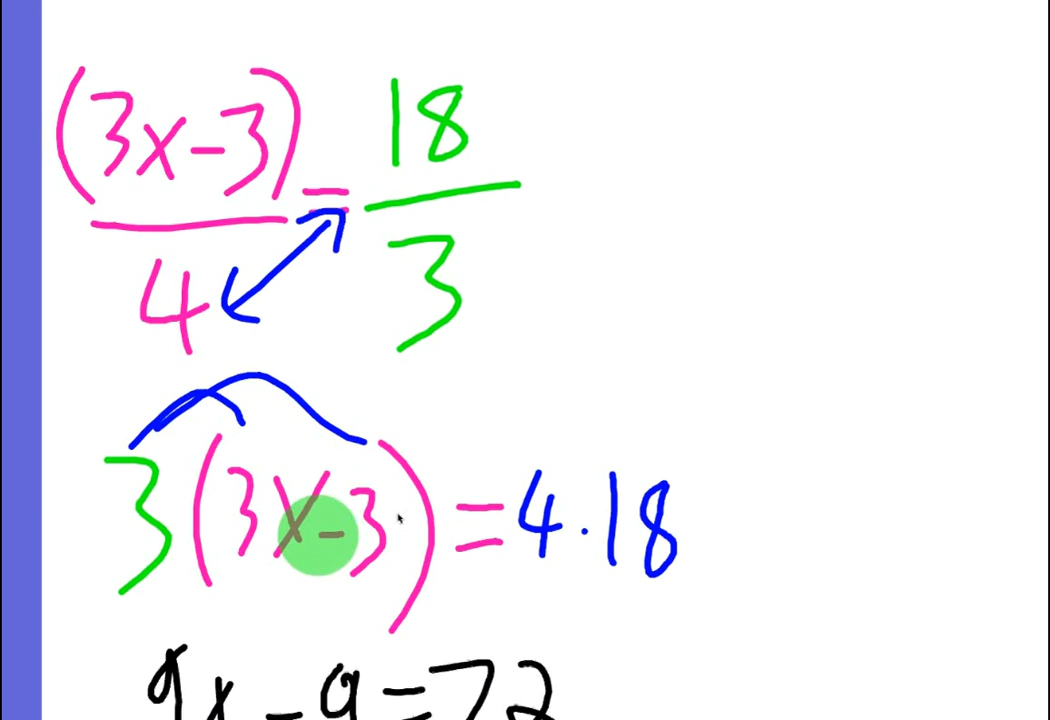 (3x-3)/4 = 18/3
3(3x-3) = 4·18
9x-9=72